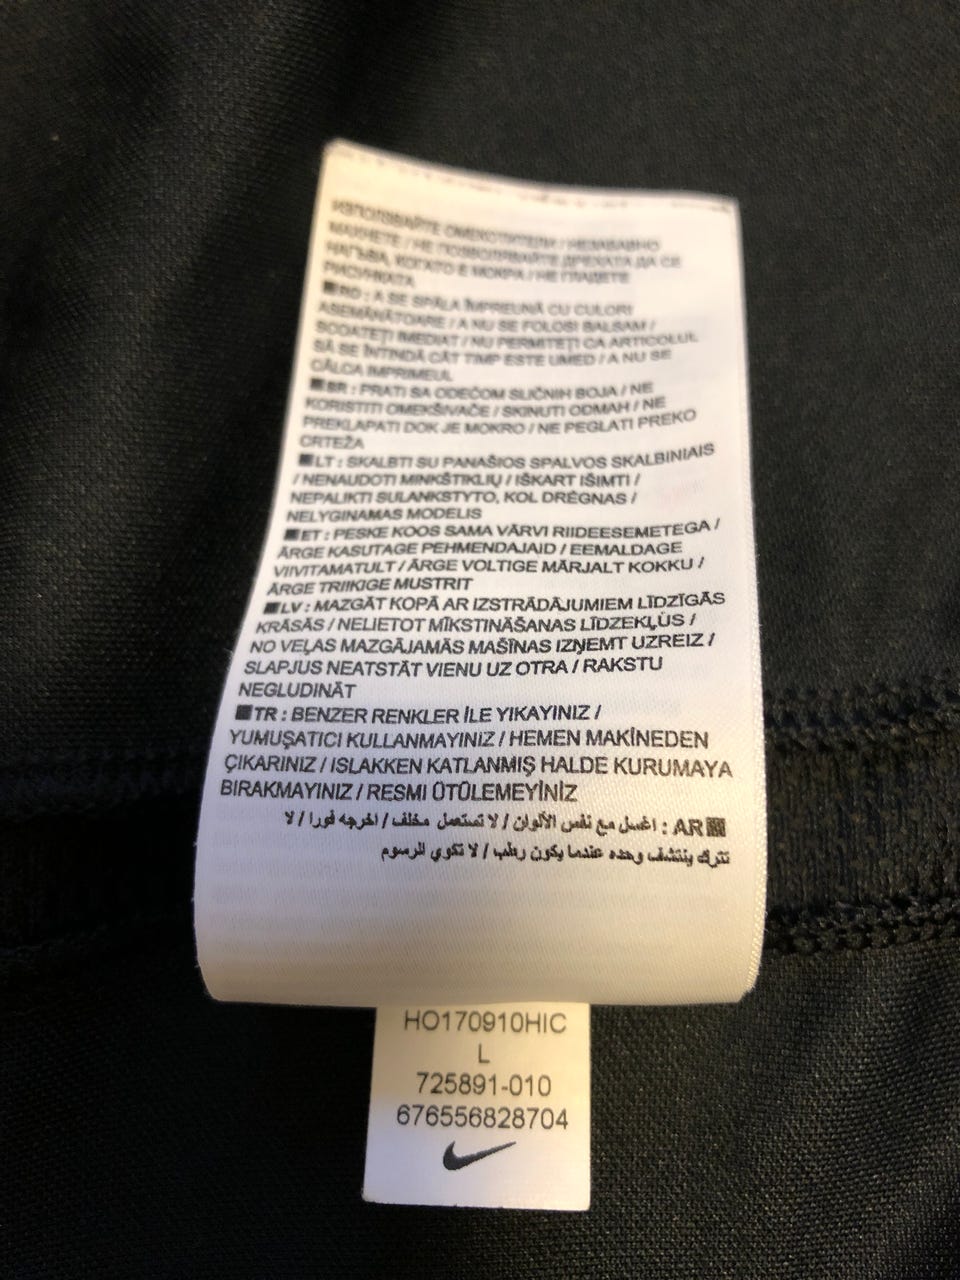 ИЗПОЛЗВАЙТЕ ОМЕКОТИТЕЛИ / НЕЗАБАВНО
МАХНЕТЕ / НЕ ПОЗВОЛЯВАЙТЕ ДРЕХАТА ДА СЕ
НАГЪВА, КОГАТО Е МОКРА / НЕ ГЛАДЕТЕ
РИСУНКАТА
RO : A SE SPĂLA ÎMPREUNĂ CU CULORI
ASEMĂNĂTOARE / A NU SE FOLOSI BALSAM /
SCOATEȚI IMEDIAT / NU PERMITEȚI CA ARTICOLUL
SĂ SE ÎNTINDĂ CÂT TIMP ESTE UMED / A NU SE
CĂLCA IMPRIMEUL
SR : PRATI SA ODEĆOM SLIČNIH BOJA / NE
KORISTITI OMEKŠIVAČE / SKINUTI ODMAH / NE
PREKLAPATI DOK JE MOKRO / NE PEGLATI PREKO
CRTEŽA
LT : SKALBTI SU PANAŠIOS SPALVOS SKALBINIAIS
/ NENAUDOTI MINKŠTIKLIŲ / IŠKART IŠIMTI /
NEPALIKTI SULANKSTYTO, KOL DRĖGNAS /
NELYGINAMAS MODELIS
ET : PESKE KOOS SAMA VÄRVI RIIDEESEMETEGA /
ÄRGE KASUTAGE PEHMENDAJAID / EEMALDAGE
VIIVITAMATULT / ÄRGE VOLTIGE MÄRJALT KOKKU /
ÄRGE TRIIKIGE MUSTRIT
LV : MAZGĀT KOPĀ AR IZSTRĀDĀJUMIEM LĪDZĪGĀS
KRĀSĀS / NELIETOT MĪKSTINĀŠANAS LĪDZEKĻŪS /
NO VEĻAS MAZGĀJAMĀS MAŠĪNAS IZŅEMT UZREIZ /
SLAPJUS NEATSTĀT VIENU UZ OTRA / RAKSTU
NEGLUDINĀT
TR : BENZER RENKLER İLE YIKAYINIZ /
YUMUŞATICI KULLANMAYINIZ / HEMEN MAKİNEDEN
ÇIKARINIZ / ISLAKKEN KATLANMIŞ HALDE KURUMAYA
BIRAKMAYINIZ / RESMI ÜTÜLEMEYİNİZ
AR : اغسل مع نفس الألوان / لا تستعمل مخلف / اخرجه فورا / لا
تتركه ينتشف وحده عندما يكون رطب / لا تكوي الرسوم
HO170910HIC
L
725891-010
676556828704